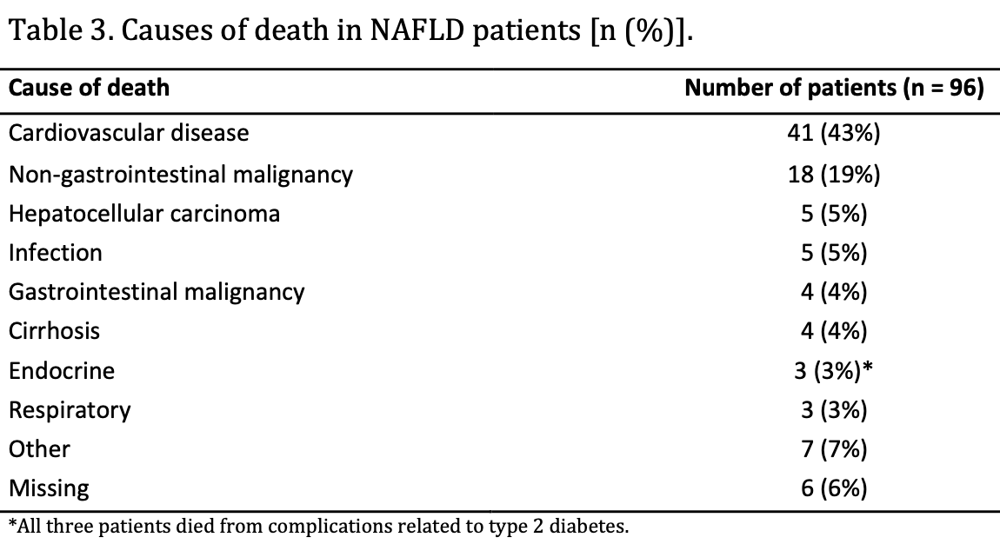 Table 3. Causes of death in NAFLD patients [n (%)].
Cause of death Number of patients (n = 96)
Cardiovascular disease 41 (43%)
Non-gastrointestinal malignancy 18 (19%)
Hepatocellular carcinoma 5 (5%)
Infection 5 (5%)
Gastrointestinal malignancy 4 (4%)
Cirrhosis 4 (4%)
Endocrine 3 (3%)*
Respiratory 3 (3%)
Other 7 (7%)
Missing 6 (6%)
*All three patients died from complications related to type 2 diabetes.